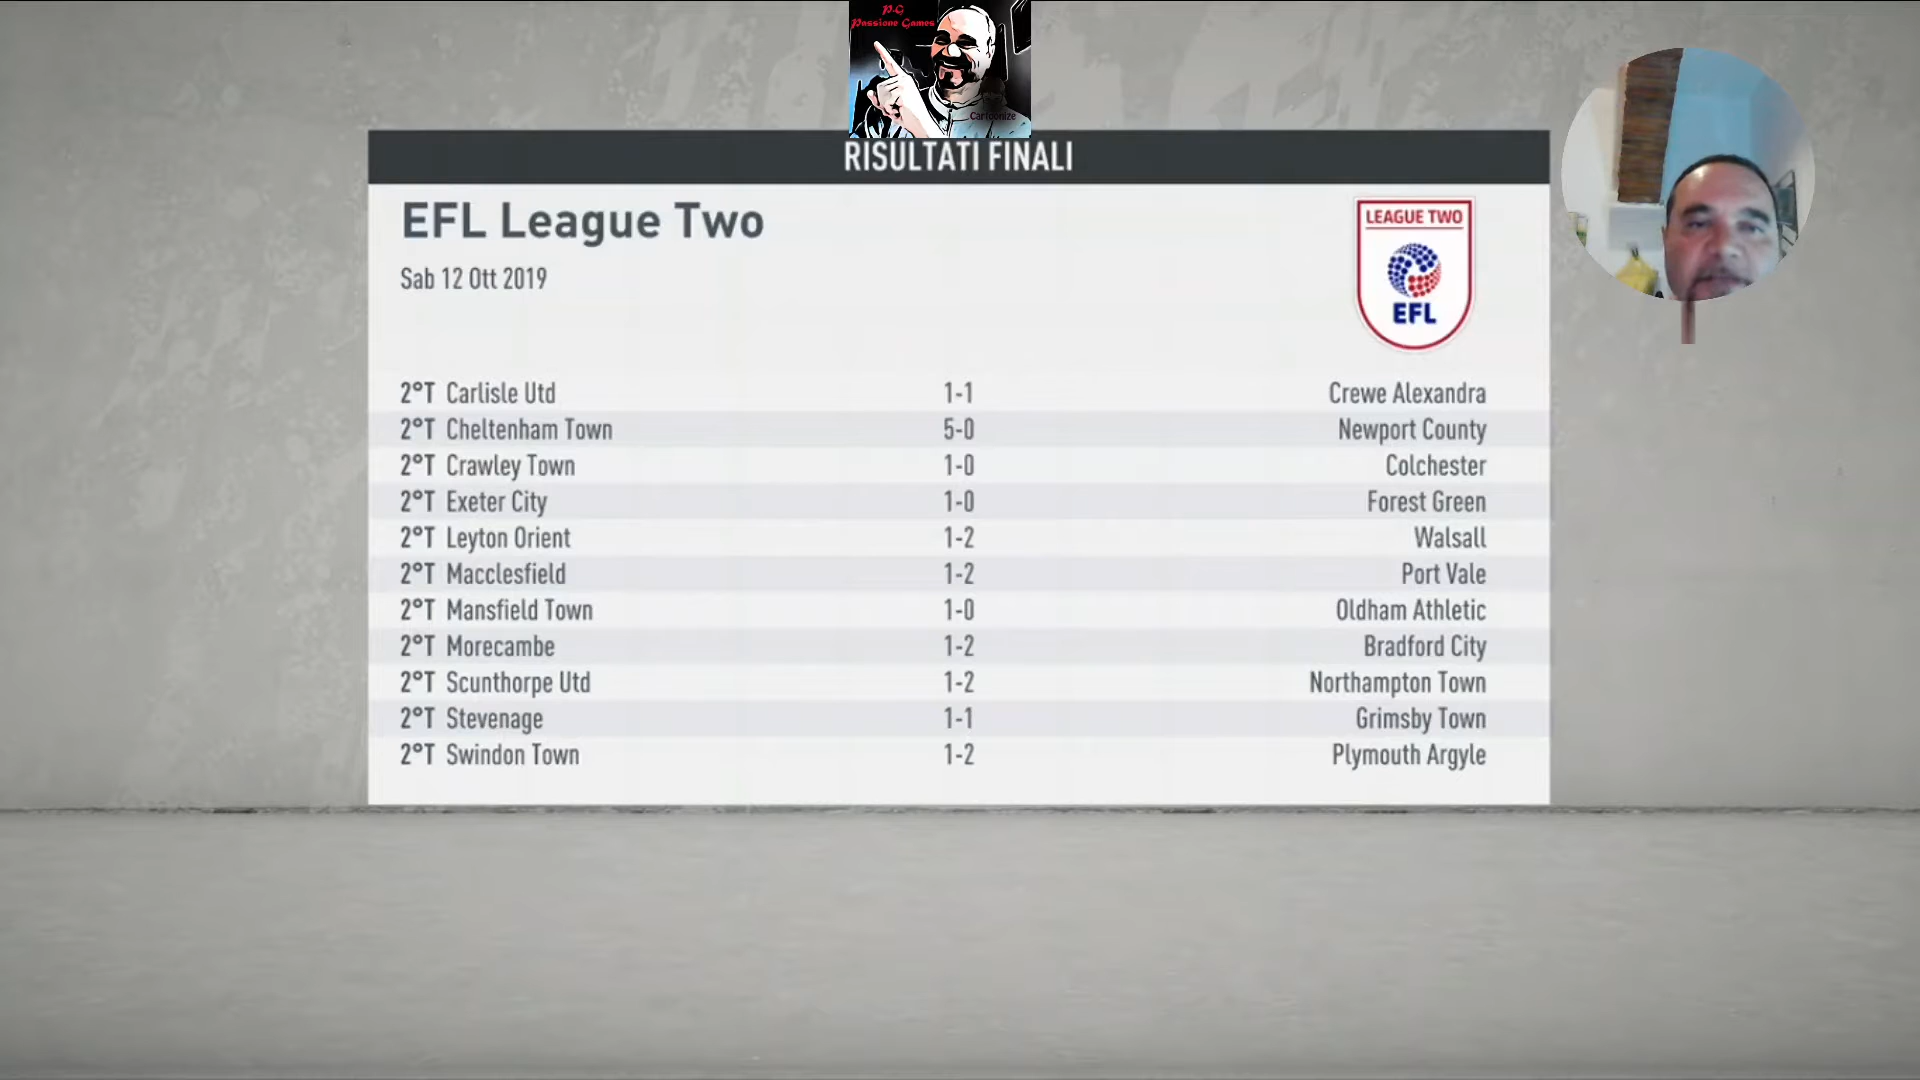 P.G
Passione Games
Cartoonize
RISULTATI FINALI
EFL League Two
Sab 12 Ott 2019
LEAGUE TWO
EFL
2°T Carlisle Utd 1-1 Crewe Alexandra
2°T Cheltenham Town 5-0 Newport County
2°T Crawley Town 1-0 Colchester
2°T Exeter City 1-0 Forest Green
2°T Leyton Orient 1-2 Walsall
2°T Macclesfield 1-2 Port Vale
2°T Mansfield Town 1-0 Oldham Athletic
2°T Morecambe 1-2 Bradford City
2°T Scunthorpe Utd 1-2 Northampton Town
2°T Stevenage 1-1 Grimsby Town
2°T Swindon Town 1-2 Plymouth Argyle